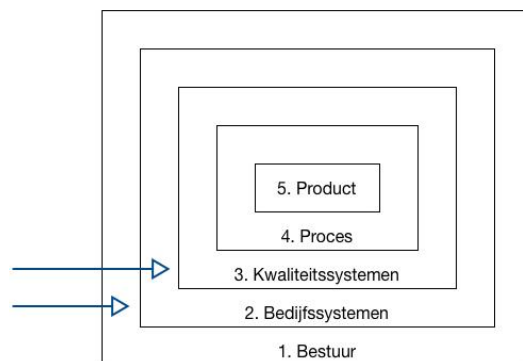 5. Product
4. Proces
3. Kwaliteitssystemen
2. Bedijfssystemen
1. Bestuur